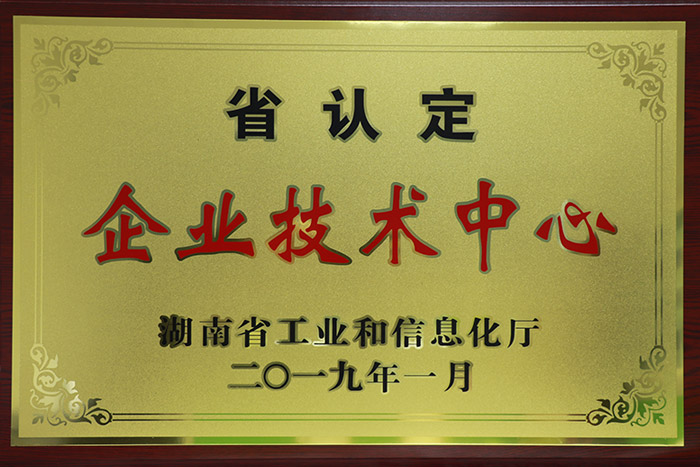 省认定
企业技术中心
湖南省工业和信息化厅
二〇一九年一月